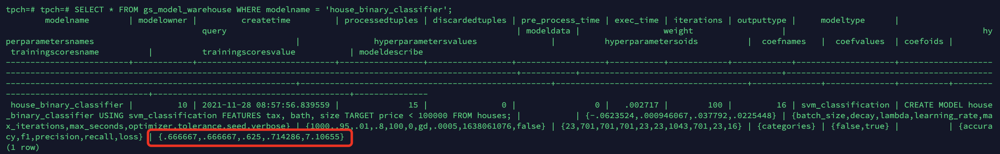 tpch=# tpch=# SELECT * FROM gs_model_warehouse WHERE modelname = 'house_binary_classifier';
        modelname        | modelowner |         createtime         | processedtuples | discardedtuples | pre_process_time | exec_time | iterations | outputtype |     modeltype      |
                                        query                                                           | modeldata |                 weight                  |                                        hy
perparametersnames                                         |               hyperparametersvalues               |          hyperparametersoids          |  coefnames   |  coefvalues  | coefoids |
 trainingscoresname          |          trainingscoresvalue           | modeldescribe
-------------------------+------------+----------------------------+-----------------+-----------------+------------------+-----------+------------+------------+--------------------+-------------------
--------------------------------------------------------------------------------------------------------+-----------+-----------------------------------------+------------------------------------------
-----------------------------------------------------------+---------------------------------------------------+---------------------------------------+--------------+--------------+----------+--------
-----------------------------+----------------------------------------+---------------
 house_binary_classifier |         10 | 2021-11-28 08:57:56.839559 |              15 |               0 |                0 |   .002717 |        100 |         16 | svm_classification | CREATE MODEL house
_binary_classifier USING svm_classification FEATURES tax, bath, size TARGET price < 100000 FROM houses; |           | {-.0623524,.000946067,.037792,.0225448} | {batch_size,decay,lambda,learning_rate,ma
x_iterations,max_seconds,optimizer,tolerance,seed,verbose} | {1000,.95,.01,.8,100,0,gd,.0005,1638061076,false} | {23,701,701,701,23,23,1043,701,23,16} | {categories} | {false,true} |          | {accura
cy,f1,precision,recall,loss} | {.666667,.666667,.625,.714286,7.10655}
(1 row)